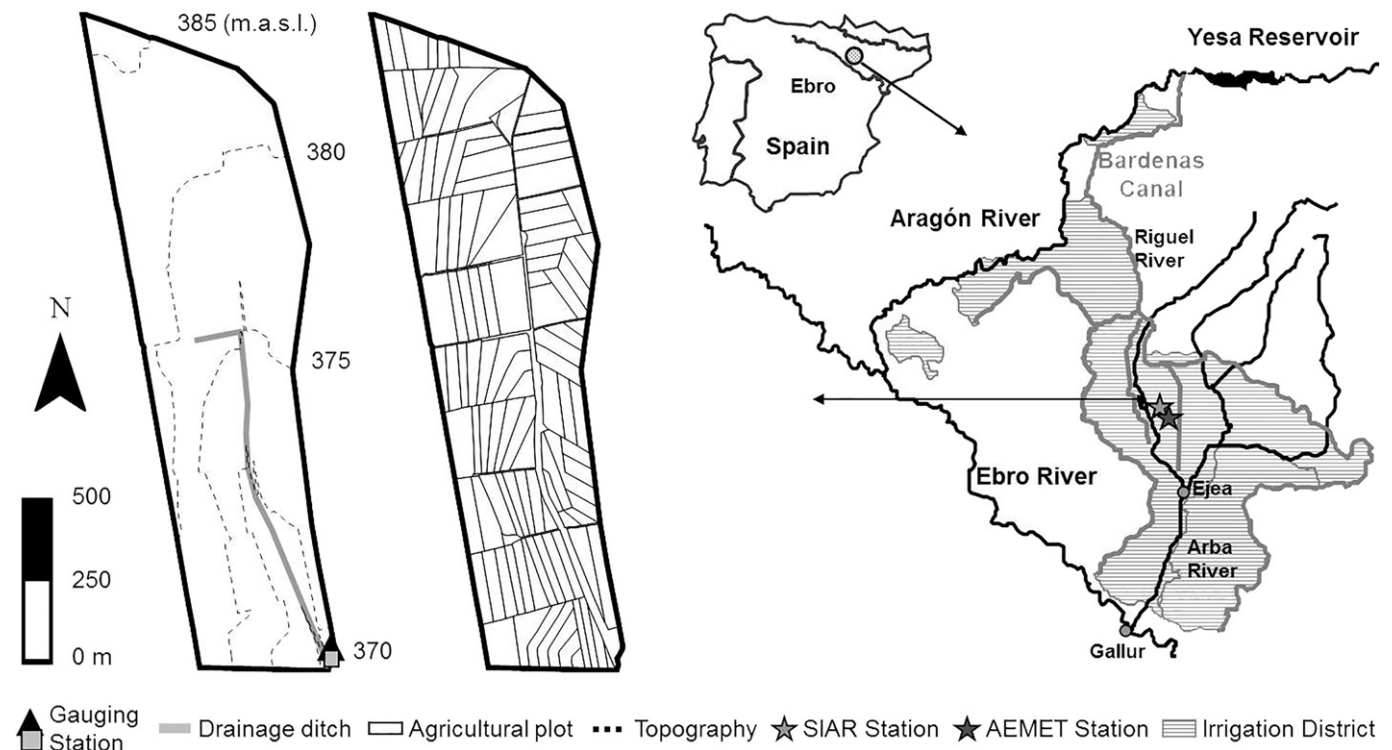 385 (m.a.s.l.)
380
375
370
N
500
250
0 m
Ebro
Spain
Yesa Reservoir
Bardenas
Canal
Aragón River
Riguel
River
Ebro River
Ejea
Arba
River
Gallur
Gauging
Station
Drainage ditch
Agricultural plot
Topography
SIAR Station
AEMET Station
Irrigation District